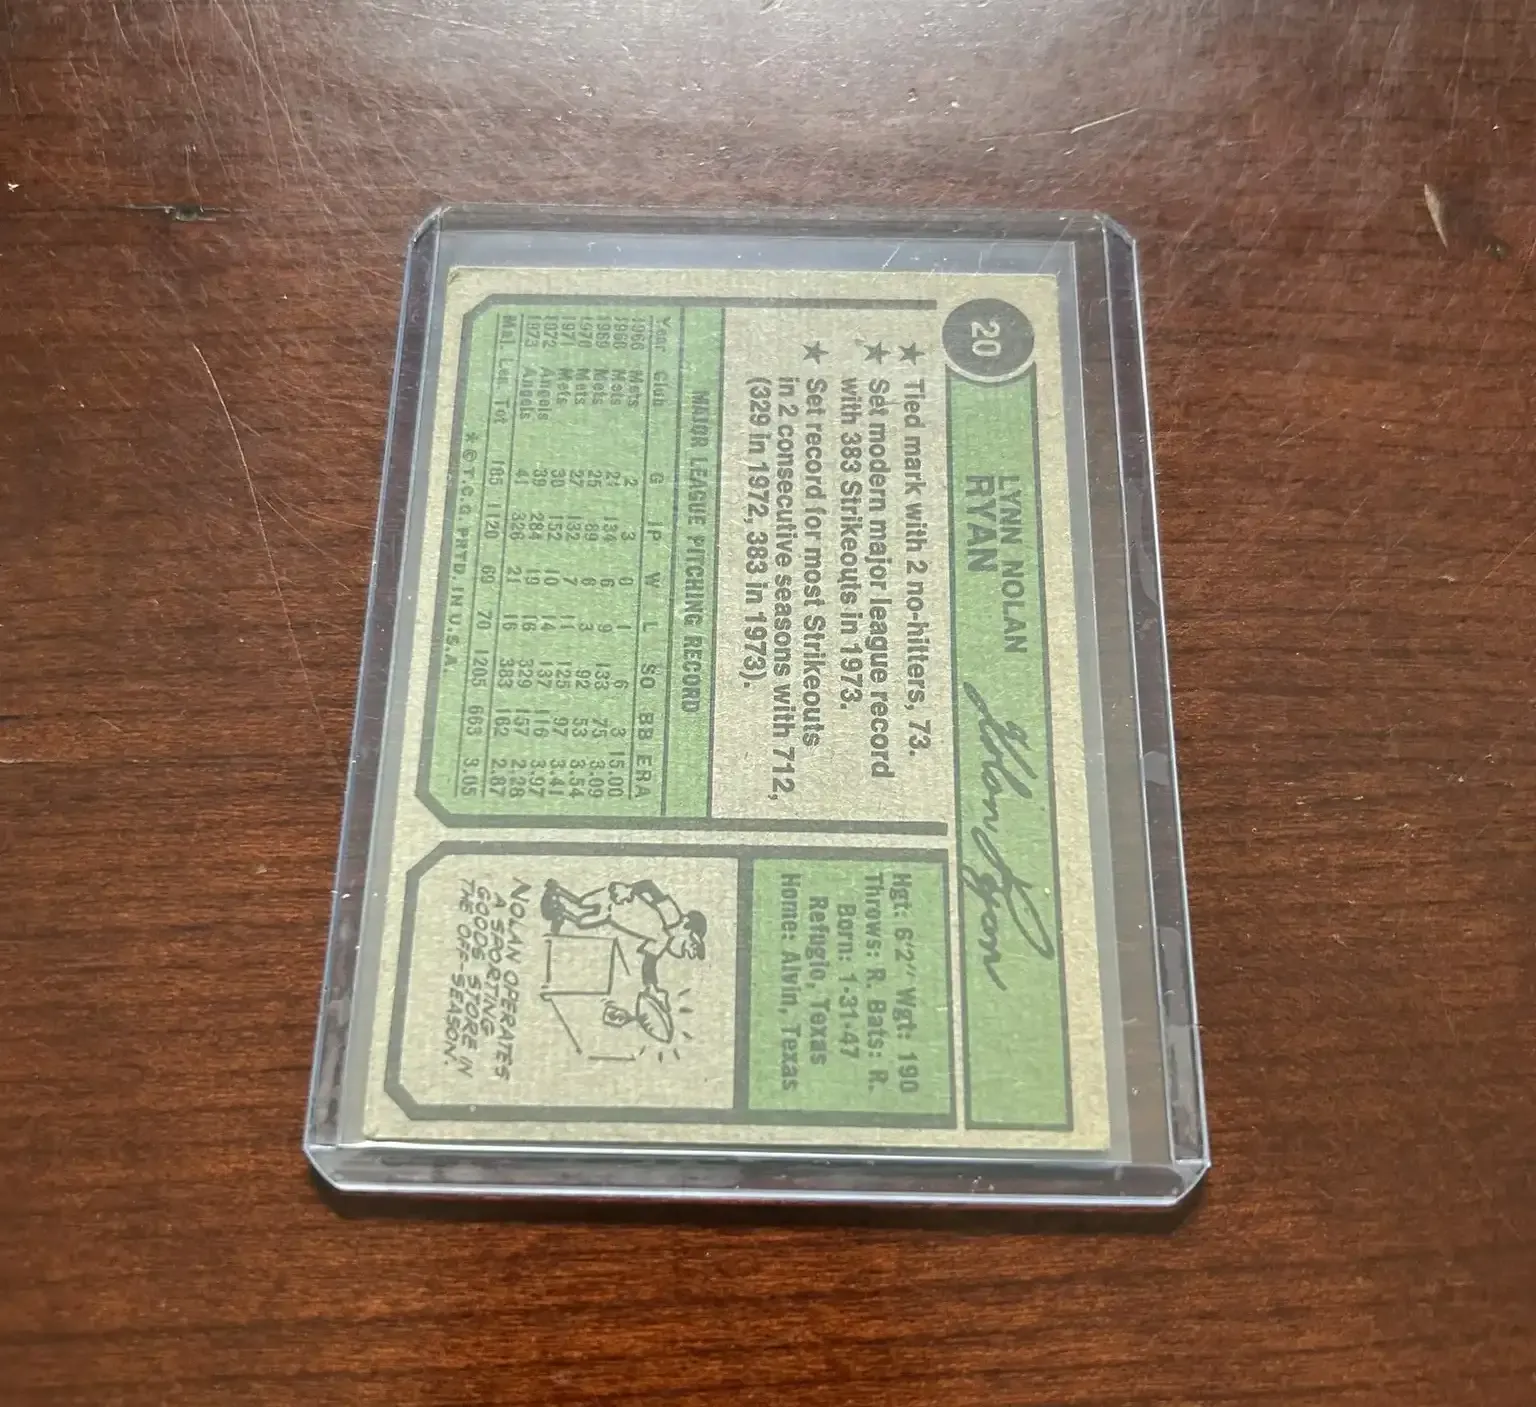 20
LYNN NOLAN
RYAN
Nolan Ryan
★ Tied mark with 2 no-hitters, 73.
★ Set modern major league record
with 383 Strikeouts in 1973.
★ Set record for most Strikeouts
in 2 consecutive seasons with 712,
(329 in 1972, 383 in 1973).
MAJOR LEAGUE PITCHING RECORD
Year Club G IP W L SO BB ERA
1966 Mets 2 3 0 1 6 3 15.00
1968 Mets 21 134 6 9 133 75 3.09
1969 Mets 25 89 6 3 92 53 3.54
1970 Mets 27 132 7 11 125 97 3.41
1971 Mets 30 152 10 14 137 116 3.97
1972 Angels 39 284 19 16 329 157 2.28
1973 Angels 41 326 21 16 383 162 2.87
Maj. Lea. Tot. 185 1120 69 70 1205 663 3.05
*©T.C.G. PRTD. IN U.S.A.
Hgt: 6'2" Wgt: 190
Throws: R. Bats: R.
Born: 1-31-47
Refugio, Texas
Home: Alvin, Texas
$
NOLAN OPERATES
A SPORTING
GOODS STORE IN
THE OFF-SEASON.